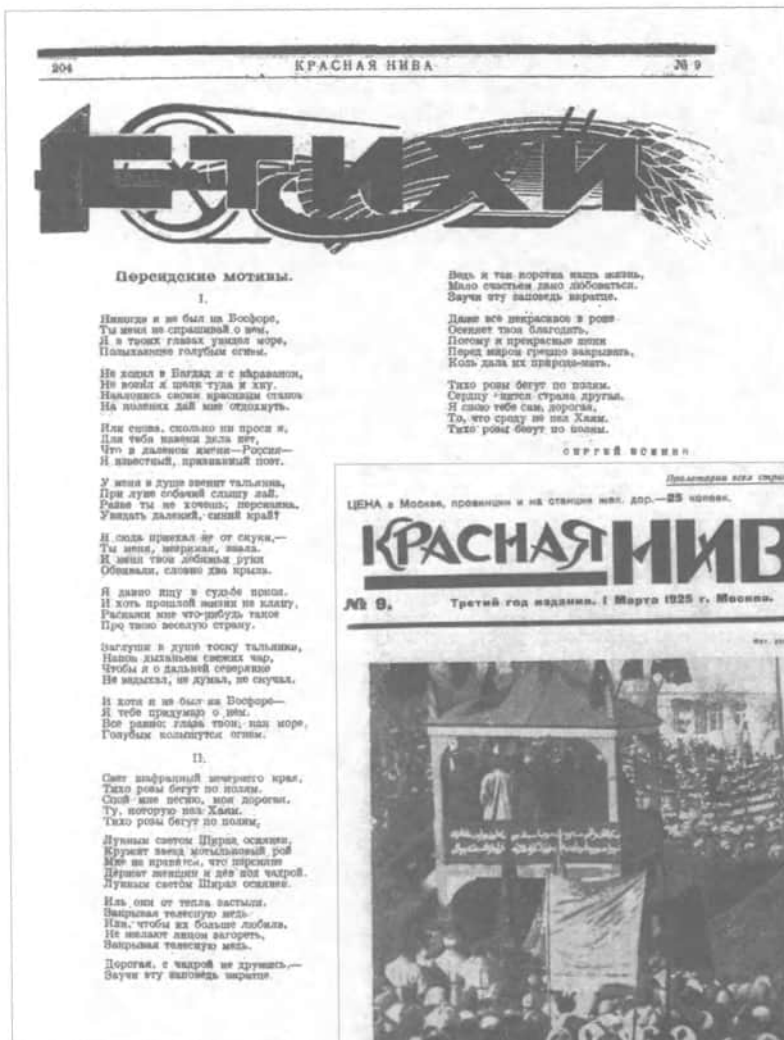 204
КРАСНАЯ НИВА
№ 9
СТИХИ
Персидские мотивы.
I.
Никогда я не был на Босфоре,
Ты меня не спрашивай о нем,
Я в твоих глазах увидел море,
Полыхающее голубым огнем.
Не ходил в Багдад я с караваном,
Не возил я шелк туда и хну.
Наклонись своим красивым станом
На коленях дай мне отдохнуть.
Или снова, сколько ни проси я,
Для тебя навеки дела нет,
Что в далеком имени—Россия—
Я известный, признанный поэт.
У меня в душе звенит тальянка,
При луне собачий слышу лай.
Разве ты не хочешь, персиянка,
Увидать далекий, синий край?
Я сюда приехал не от скуки,—
Ты меня, незримая, звала.
И меня твои лебяжьи руки
Обвивали, словно два крыла.
Я давно ищу в судьбе покоя.
И хоть прошлой жизни не кляну,
Расскажи мне что-нибудь такое
Про твою веселую страну.
Заглуши в душе тоску тальянки,
Напои дыханьем свежих чар,
Чтобы я о дальней северянке
Не вздыхал, не думал, не скучал.
И хотя я не был на Босфоре—
Я тебе придумаю о нем.
Все равно: глаза твои, как море,
Голубым колышутся огнем.
II.
Свет шафранный вечернего края,
Тихо розы бегут по полям.
Спой мне песню, моя дорогая,
Ту, которую пел Хаям.
Тихо розы бегут по полям,
Лунным светом Шираз осиянен,
Кружит звезд мотыльковый рой
Мне не нравится, что персияне
Держат женщин и дев под чадрой.
Лунным светом Шираз осиянен.
Иль они от тепла застыли,
Закрывая телесную медь
Или, чтобы их больше любили,
Не желают лицом загореть,
Закрывая телесную медь.
Дорогая, с чадрой не дружись,—
Заучи эту заповедь вкратце
Ведь и так коротка наша жизнь,
Мало счастьем дано любоваться.
Заучи эту заповедь вкратце.
Даже все некрасивое в роке
Осеняет твоя благодать.
Потому и прекрасные щеки
Перед миром грешно закрывать,
Коль дала их природа-мать.
Тихо розы бегут по полям.
Сердцу снится страна другая.
Я спою тебе сам, дорогая,
То, что сроду не пел Хаям.
Тихо розы бегут по полям.
СЕРГЕЙ ЕСЕНИН
Пролетарии всех стран
ЦЕНА в Москве, провинции и на станции жел. дор.—25 копеек.
КРАСНАЯ НИВ
№ 9.
Третий год издания. 1 Марта 1925 г. Москва.